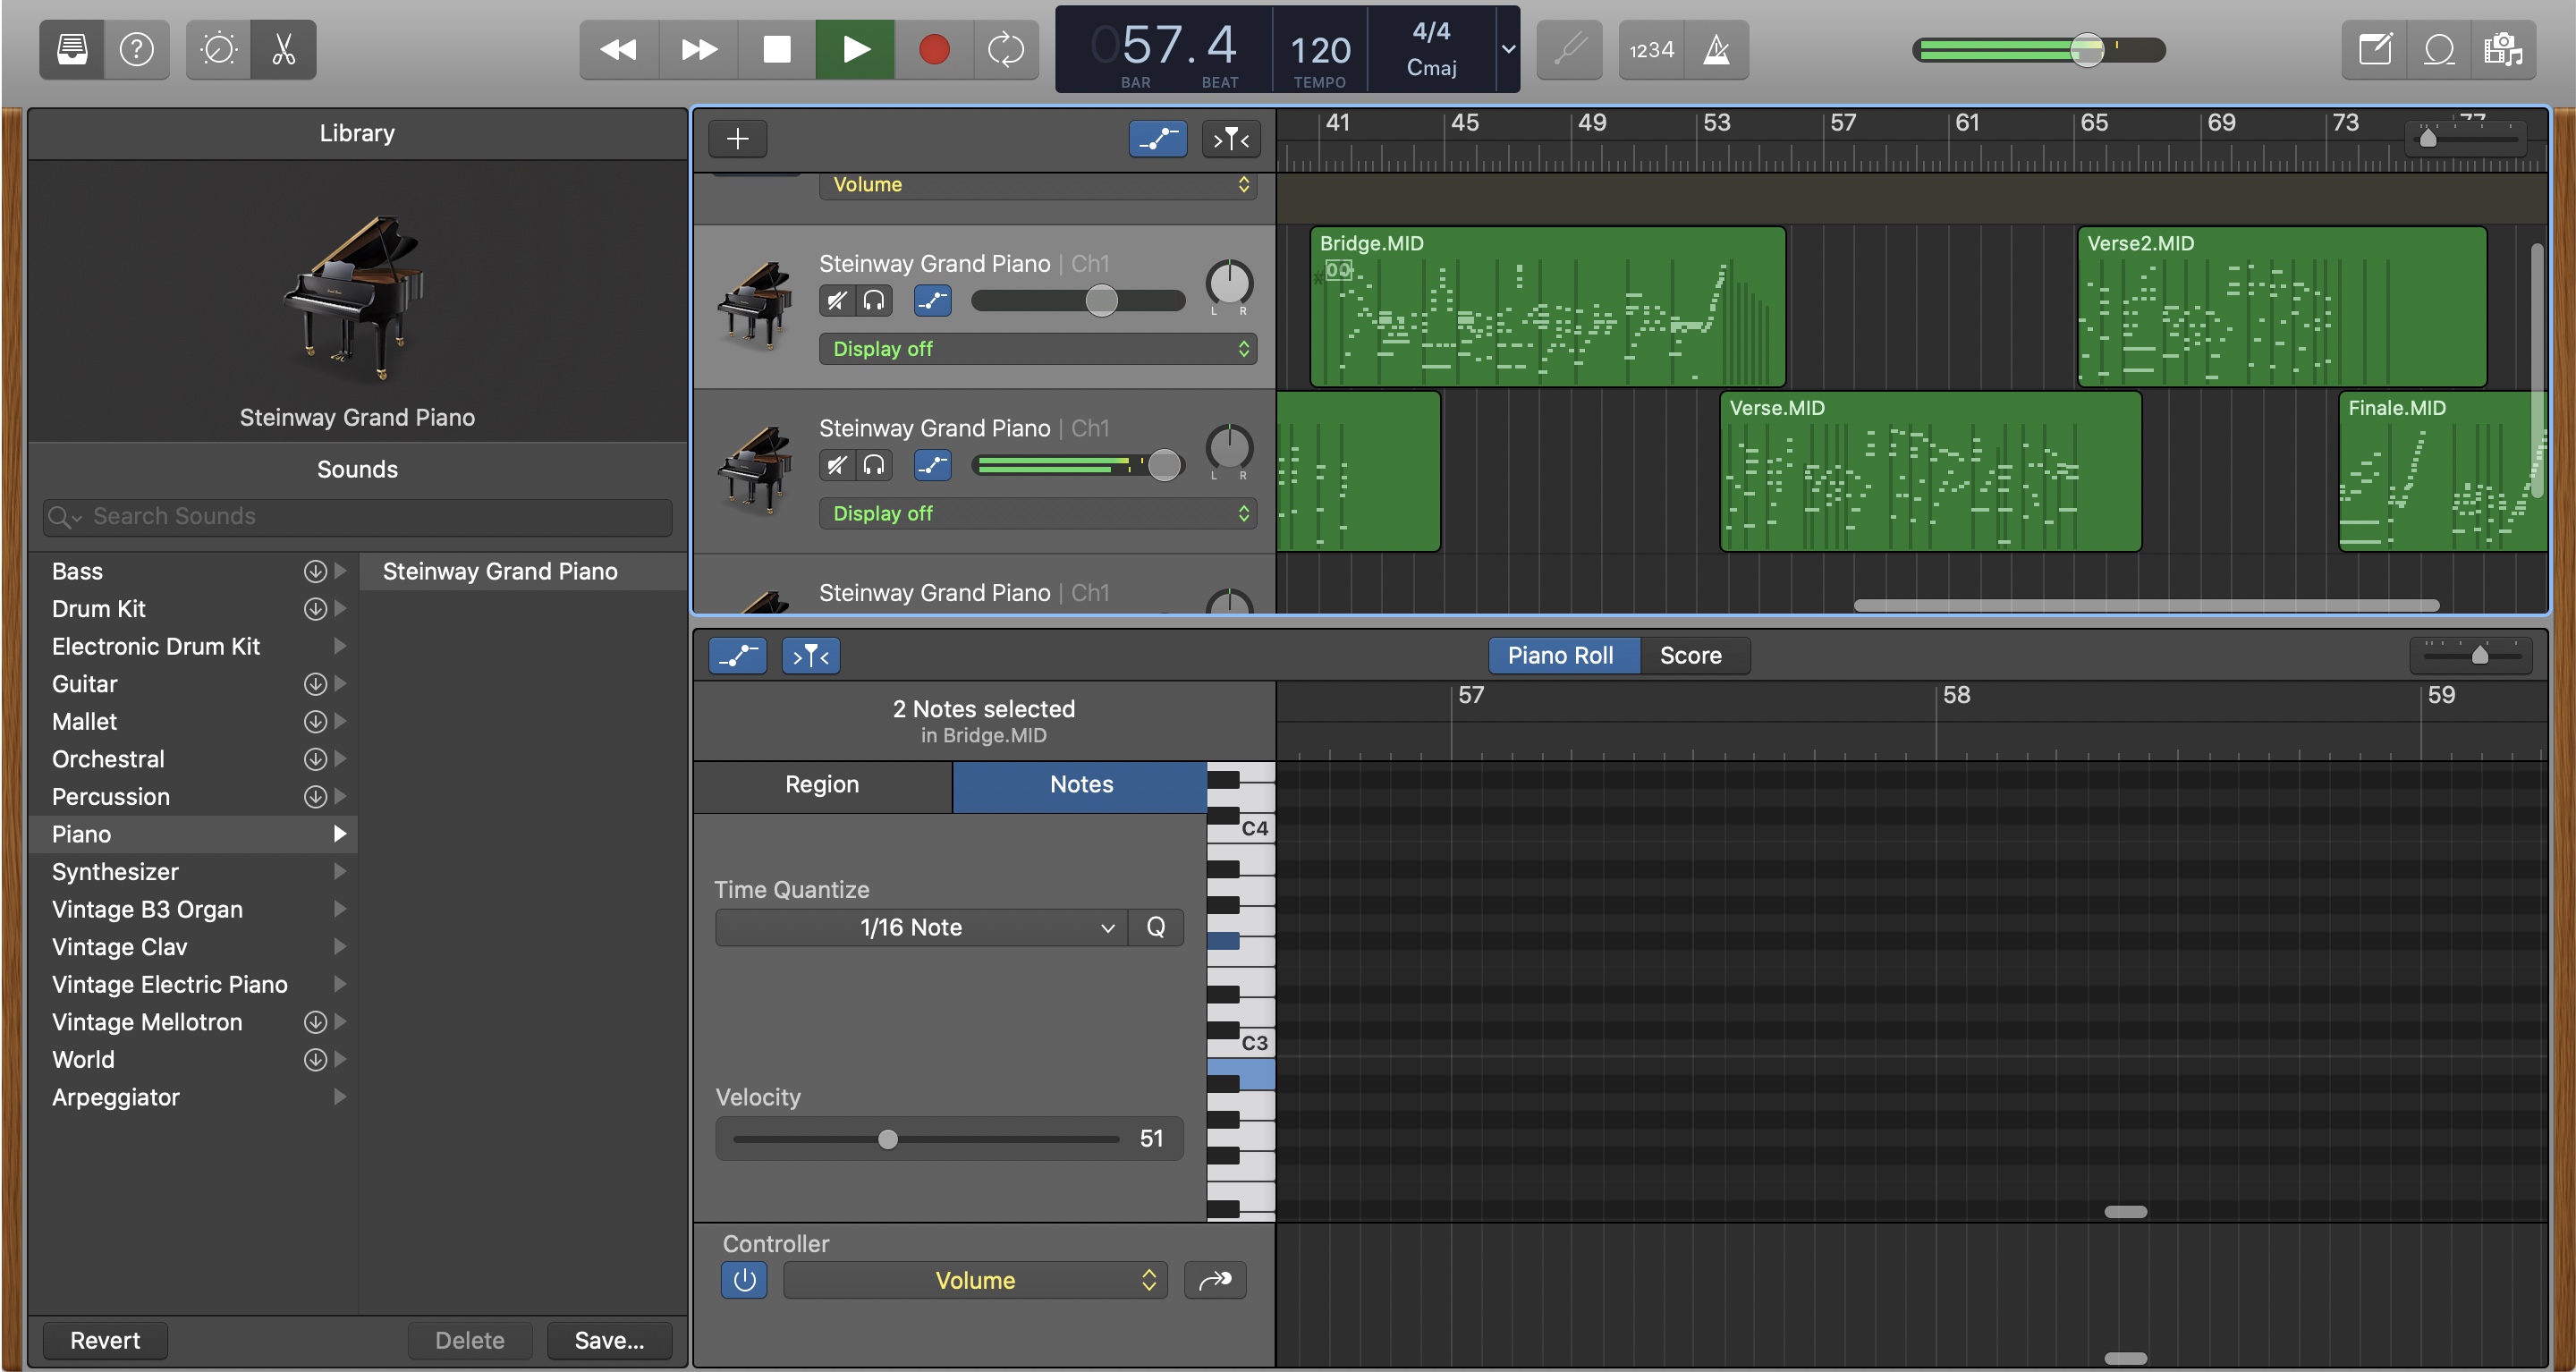 057.4
BAR BEAT
120
TEMPO
4/4
Cmaj
1234
Library
Steinway Grand Piano
Sounds
Search Sounds
Bass
Drum Kit
Electronic Drum Kit
Guitar
Mallet
Orchestral
Percussion
Piano
Synthesizer
Vintage B3 Organ
Vintage Clav
Vintage Electric Piano
Vintage Mellotron
World
Arpeggiator
Steinway Grand Piano
Revert Delete Save...
41 45 49 53 57 61 65 69 73 77
Volume
Steinway Grand Piano | Ch1
L R
Display off
Bridge.MID
Verse2.MID
Steinway Grand Piano | Ch1
L R
Display off
Verse.MID
Finale.MID
Steinway Grand Piano | Ch1
Piano Roll Score
2 Notes selected
in Bridge.MID
57 58 59
Region Notes
C4
Time Quantize
1/16 Note Q
C3
Velocity
51
Controller
Volume